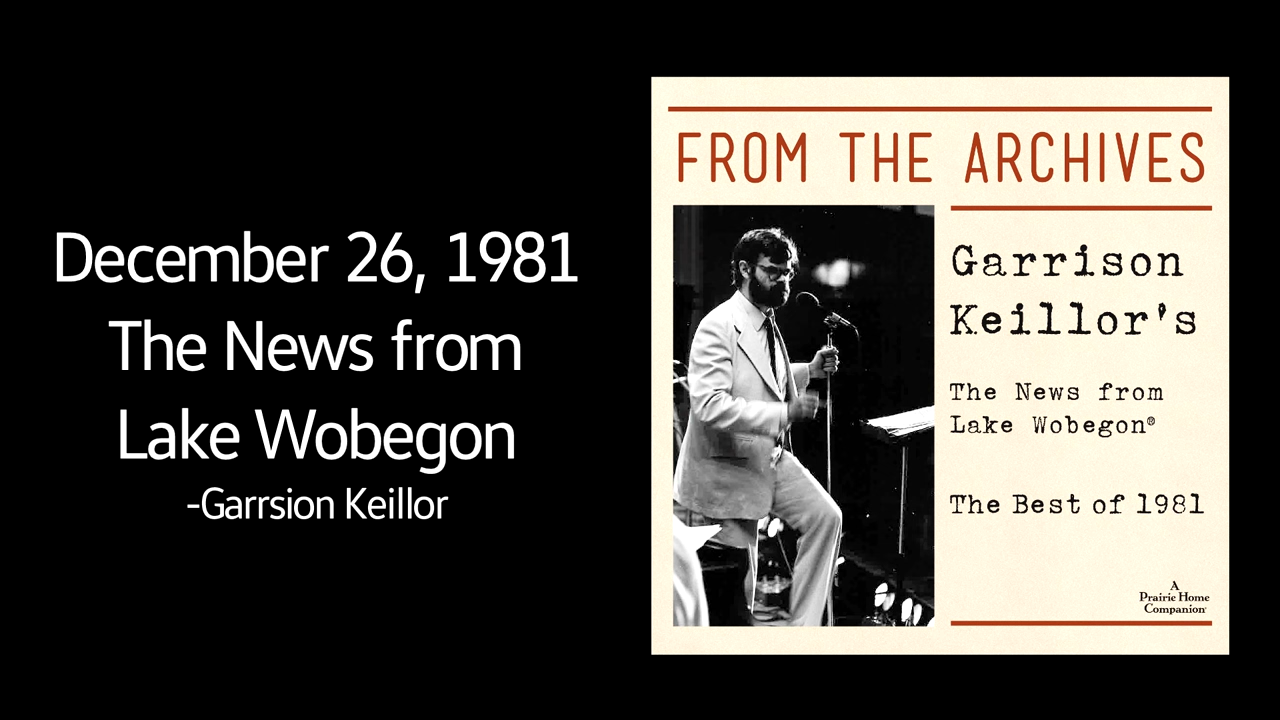 December 26, 1981
The News from
Lake Wobegon
-Garrsion Keillor
FROM THE ARCHIVES
Garrison
Keillor's
The News from
Lake Wobegon®
The Best of 1981
A
Prairie Home
Companion